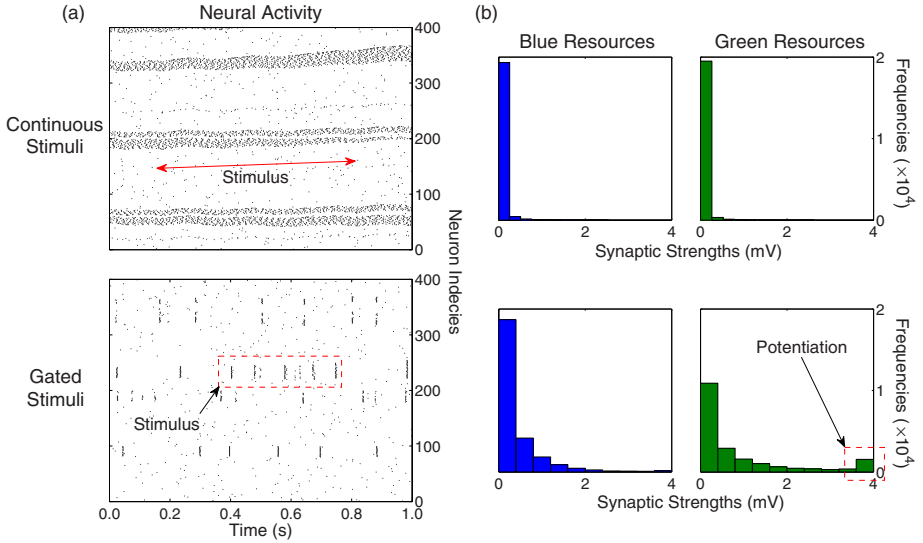 (a)
Neural Activity
Continuous
Stimuli
Stimulus
400
300
200
100
0
Neuron Indecies
Gated
Stimuli
Stimulus
400
300
200
100
0
0.0 0.2 0.4 0.6 0.8 1.0
Time (s)
(b)
Blue Resources
Green Resources
2
1
0
Frequencies (×10⁴)
0 2 4
0 2 4
Synaptic Strengths (mV)
Potentiation
2
1
0
Frequencies (×10⁴)
0 2 4
0 2 4
Synaptic Strengths (mV)